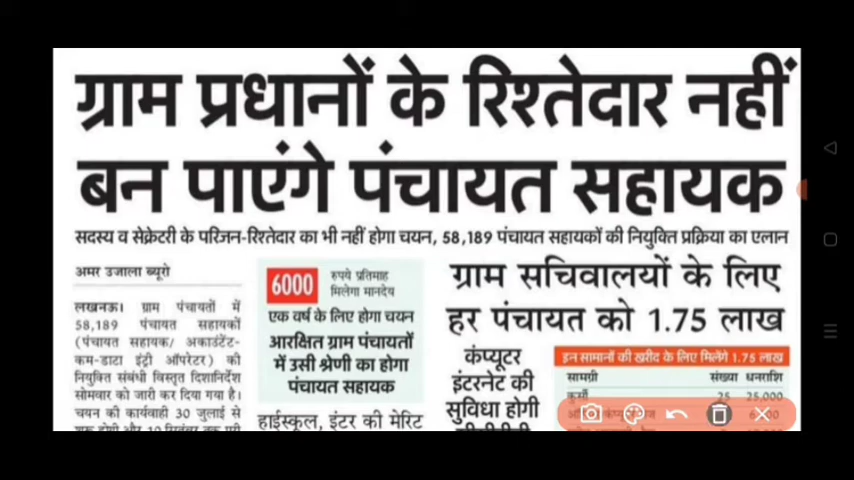 ग्राम प्रधानों के रिश्तेदार नहीं
बन पाएंगे पंचायत सहायक
सदस्य व सेक्रेटरी के परिजन-रिश्तेदार का भी नहीं होगा चयन, 58,189 पंचायत सहायकों की नियुक्ति प्रक्रिया का एलान
अमर उजाला ब्यूरो
लखनऊ। ग्राम पंचायतों में
58,189 पंचायत सहायकों
(पंचायत सहायक/ अकाउंटेंट-
कम-डाटा इंट्री ऑपरेटर) की
नियुक्ति संबंधी विस्तृत दिशानिर्देश
सोमवार को जारी कर दिया गया है।
चयन की कार्यवाही 30 जुलाई से
6000
रुपये प्रतिमाह
मिलेगा मानदेय
एक वर्ष के लिए होगा चयन
आरक्षित ग्राम पंचायतों
में उसी श्रेणी का होगा
पंचायत सहायक
हाईस्कूल, इंटर की मेरिट
ग्राम सचिवालयों के लिए
हर पंचायत को 1.75 लाख
कंप्यूटर
इंटरनेट की
सुविधा होगी
इन सामानों की खरीद के लिए मिलेंगे 1.75 लाख
सामग्री संख्या धनराशि
कुर्सी 25 25,000